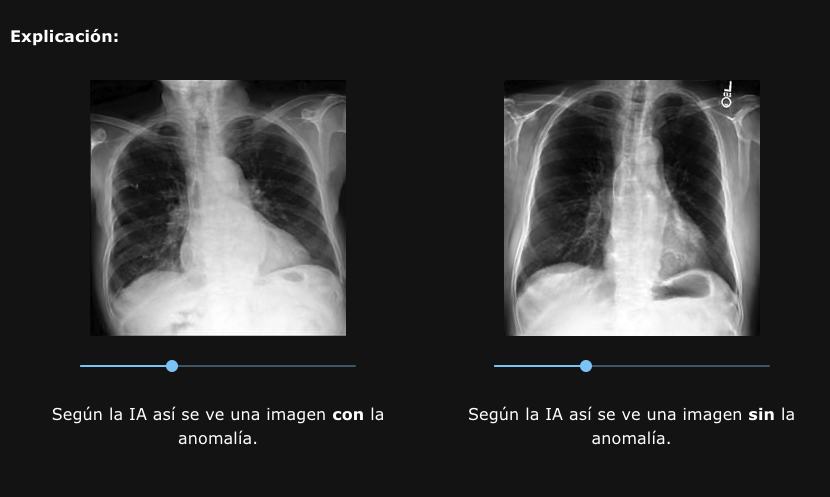 Explicación:
Según la IA así se ve una imagen con la
anomalía.
Según la IA así se ve una imagen sin la
anomalía.